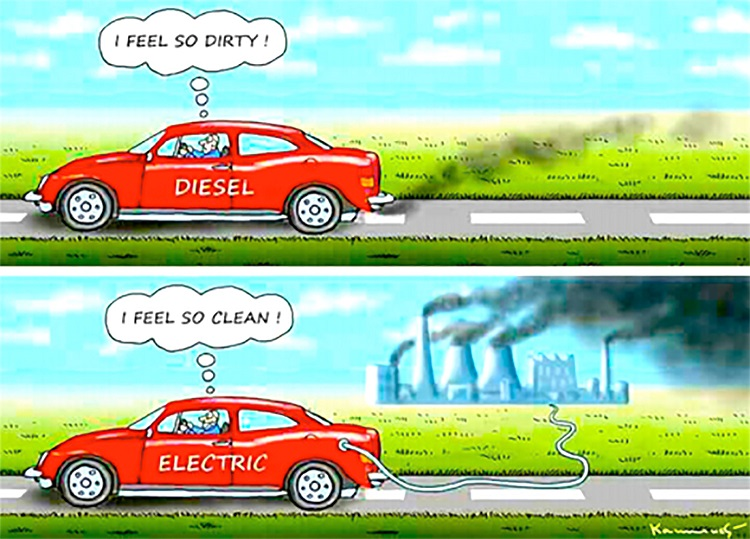 I FEEL SO DIRTY !
DIESEL
I FEEL SO CLEAN !
ELECTRIC